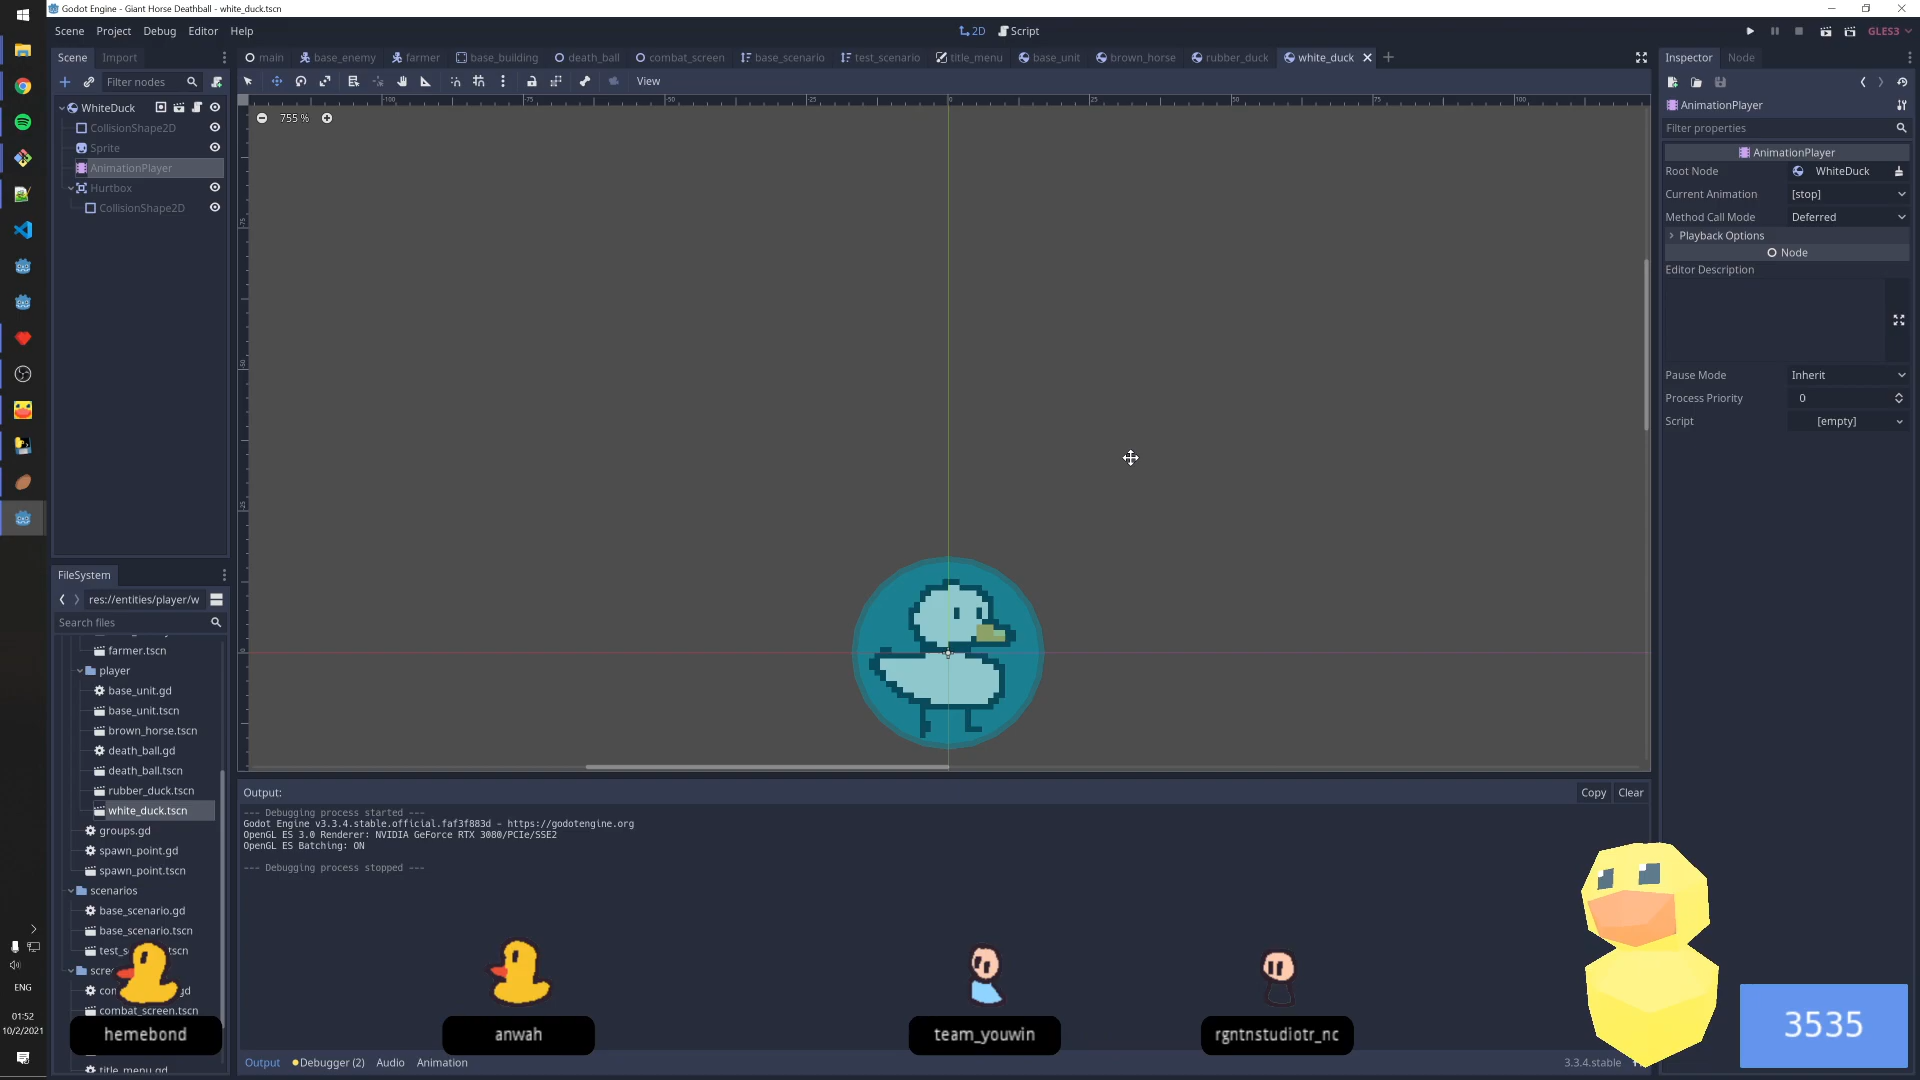 Godot Engine - Giant Horse Deathball - white_duck.tscn
Scene Project Debug Editor Help
2D Script
GLES3
Scene Import
main base_enemy farmer base_building death_ball combat_screen base_scenario test_scenario title_menu base_unit brown_horse rubber_duck white_duck
Inspector Node
Filter nodes
View
WhiteDuck
CollisionShape2D
Sprite
AnimationPlayer
Hurtbox
CollisionShape2D
755 %
AnimationPlayer
Filter properties
AnimationPlayer
Root Node WhiteDuck
Current Animation [stop]
Method Call Mode Deferred
Playback Options
Node
Editor Description
Pause Mode Inherit
Process Priority 0
Script [empty]
FileSystem
res://entities/player/w
Search files
farmer.tscn
player
base_unit.gd
base_unit.tscn
brown_horse.tscn
death_ball.gd
death_ball.tscn
rubber_duck.tscn
white_duck.tscn
groups.gd
spawn_point.gd
spawn_point.tscn
scenarios
base_scenario.gd
base_scenario.tscn
combat_screen.tscn
title_menu.gd
Output:
Copy Clear
--- Debugging process started ---
Godot Engine v3.3.4.stable.official.faf3f883d - https://godotengine.org
OpenGL ES 3.0 Renderer: NVIDIA GeForce RTX 3080/PCIe/SSE2
OpenGL ES Batching: ON
--- Debugging process stopped ---
hemebond
anwah
team_youwin
rgntnstudiotr_nc
3535
Output Debugger (2) Audio Animation
3.3.4.stable
ENG
01:52
10/2/2021